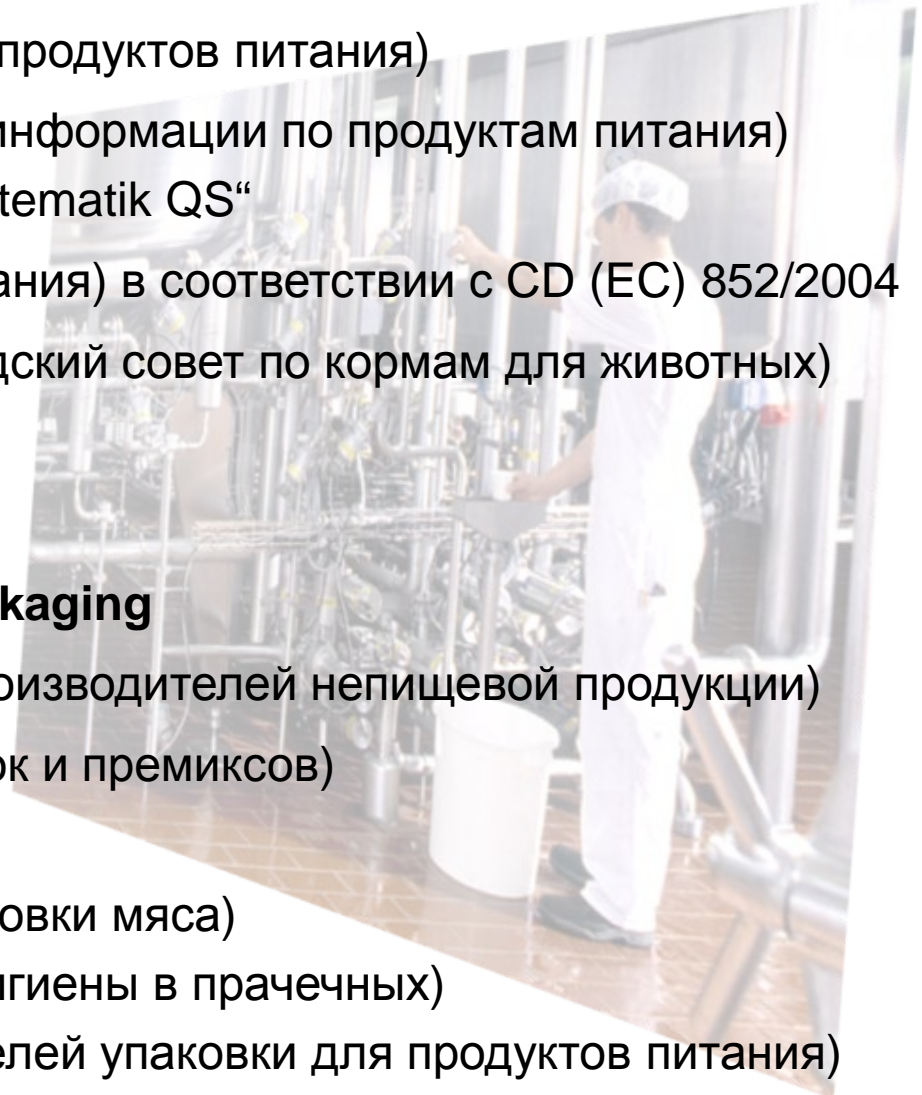 продуктов питания)
информации по продуктам питания)
tematik QS“
ания) в соответствии с CD (EC) 852/2004
дский совет по кормам для животных)
kaging
оизводителей непищевой продукции)
ок и премиксов)
овки мяса)
игиены в прачечных)
елей упаковки для продуктов питания)